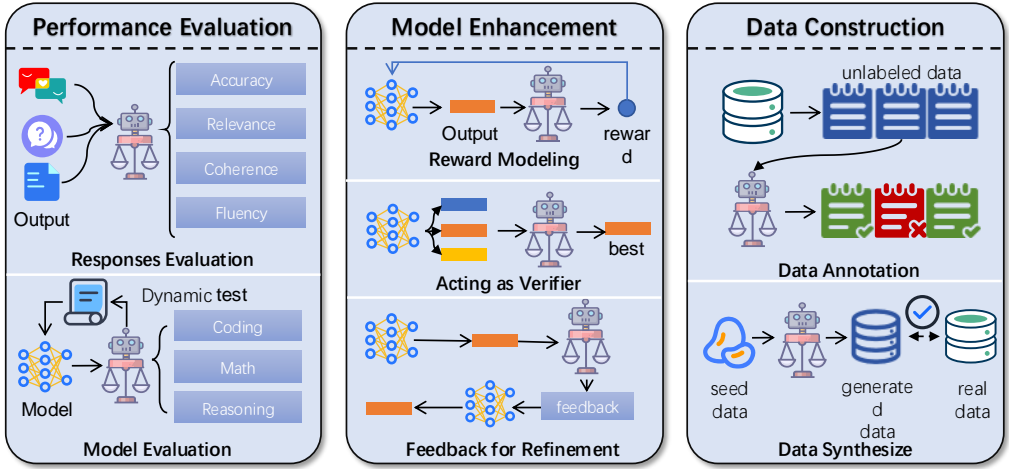 Performance Evaluation
Output
Accuracy
Relevance
Coherence
Fluency
Responses Evaluation
Dynamic test
Model
Coding
Math
Reasoning
Model Evaluation
Model Enhancement
Output
rewar
d
Reward Modeling
best
Acting as Verifier
feedback
Feedback for Refinement
Data Construction
unlabeled data
Data Annotation
seed
data
generate
d
data
real
data
Data Synthesize